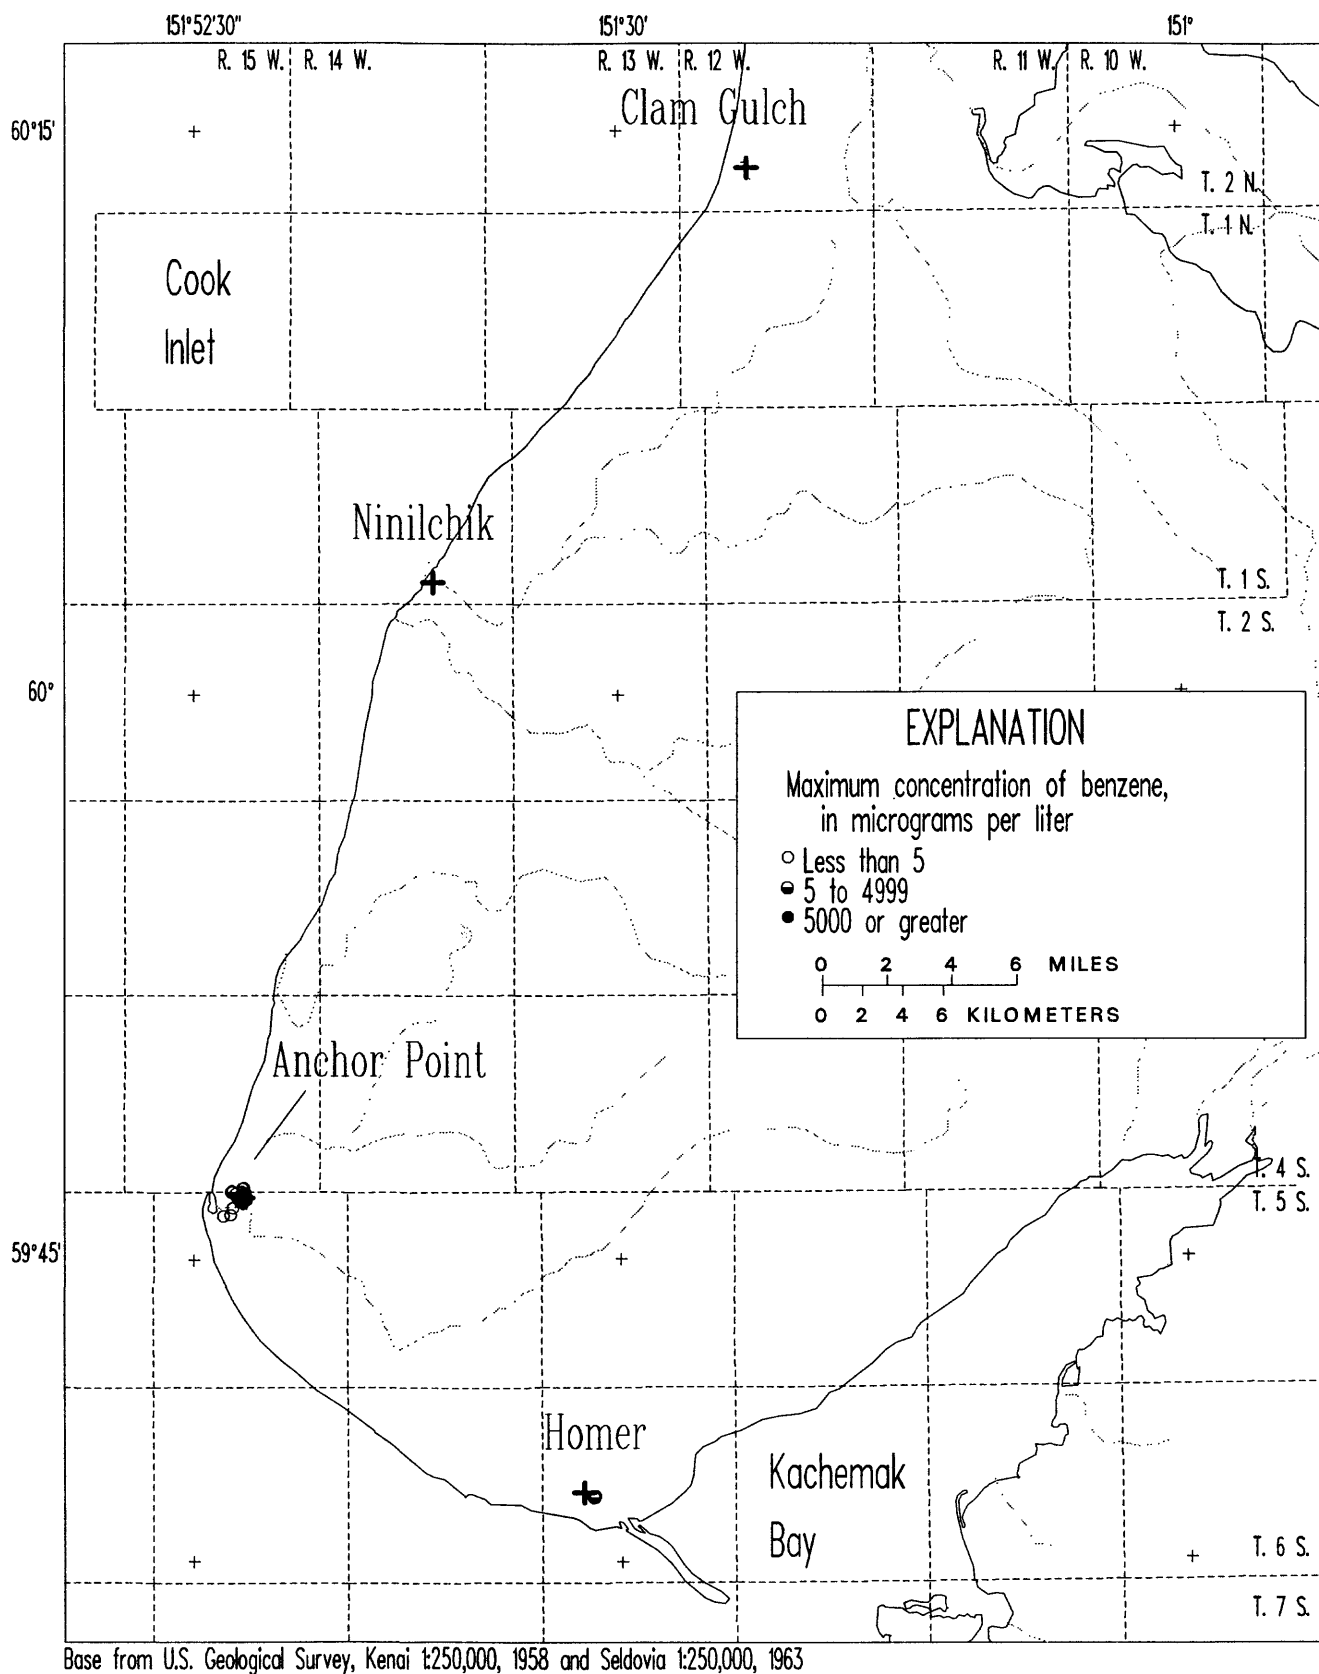 151°52'30" 151°30' 151°
R. 15 W. R. 14 W. R. 13 W. R. 12 W. R. 11 W. R. 10 W.
Clam Gulch
60°15'
T. 2 N.
T. 1 N.
Cook
Inlet
Ninilchik
T. 1 S.
T. 2 S.
60°
EXPLANATION
Maximum concentration of benzene,
in micrograms per liter
Less than 5
5 to 4999
5000 or greater
0 2 4 6 MILES
0 2 4 6 KILOMETERS
Anchor Point
T. 4 S.
T. 5 S.
59°45'
Homer
Kachemak
Bay
T. 6 S.
T. 7 S.
Base from U.S. Geological Survey, Kenai 1:250,000, 1958 and Seldovia 1:250,000, 1963